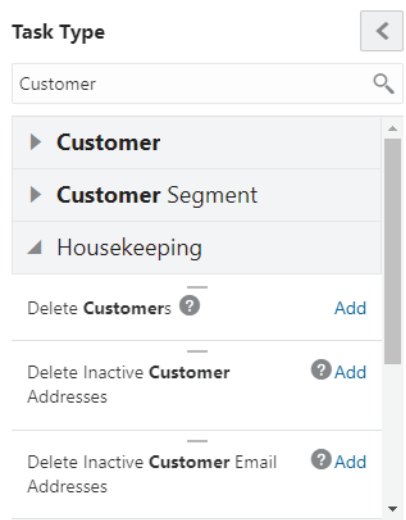 Task Type
Customer
Customer
Customer Segment
Housekeeping
Delete Customers ? Add
Delete Inactive Customer ? Add
Addresses
Delete Inactive Customer Email ? Add
Addresses